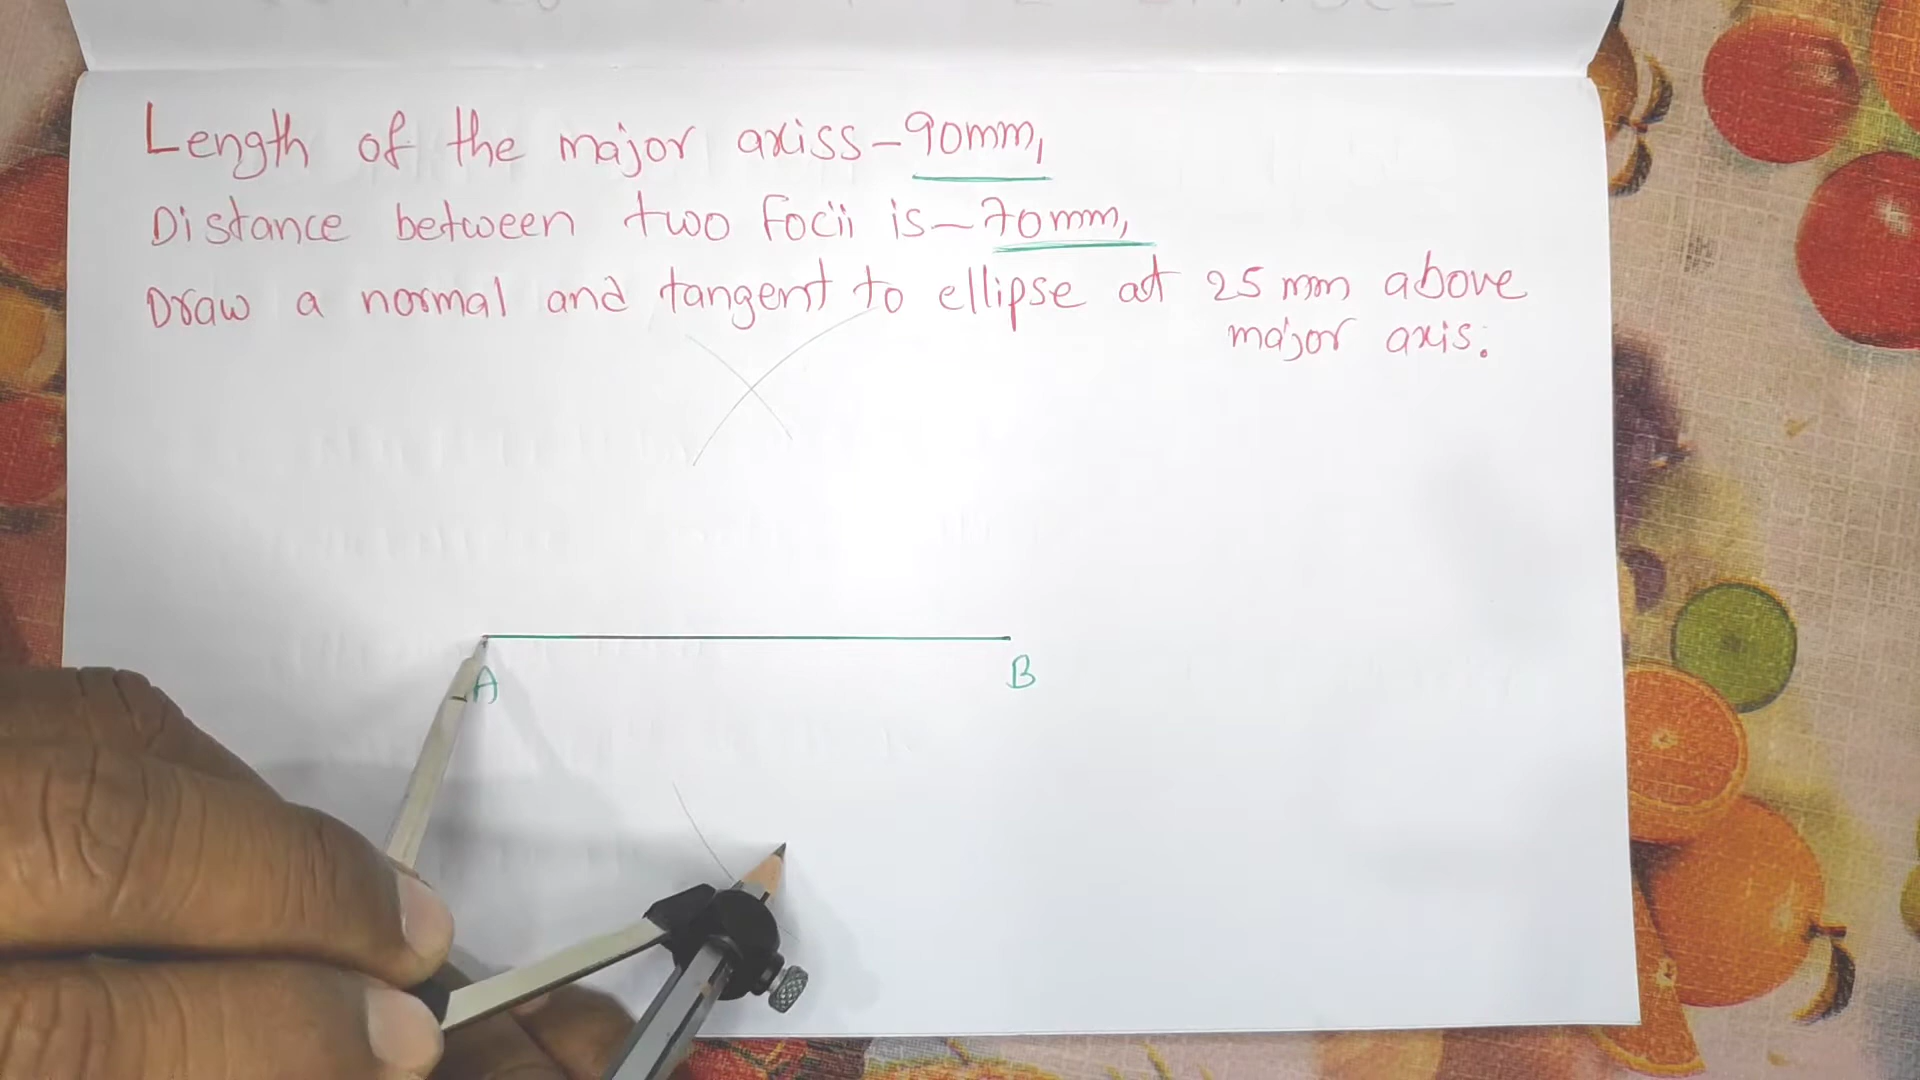 Length of the major axiss-90mm,
Distance between two Focii is-70mm,
Draw a normal and tangent to ellipse at 25 mm above
major axis.
A
B